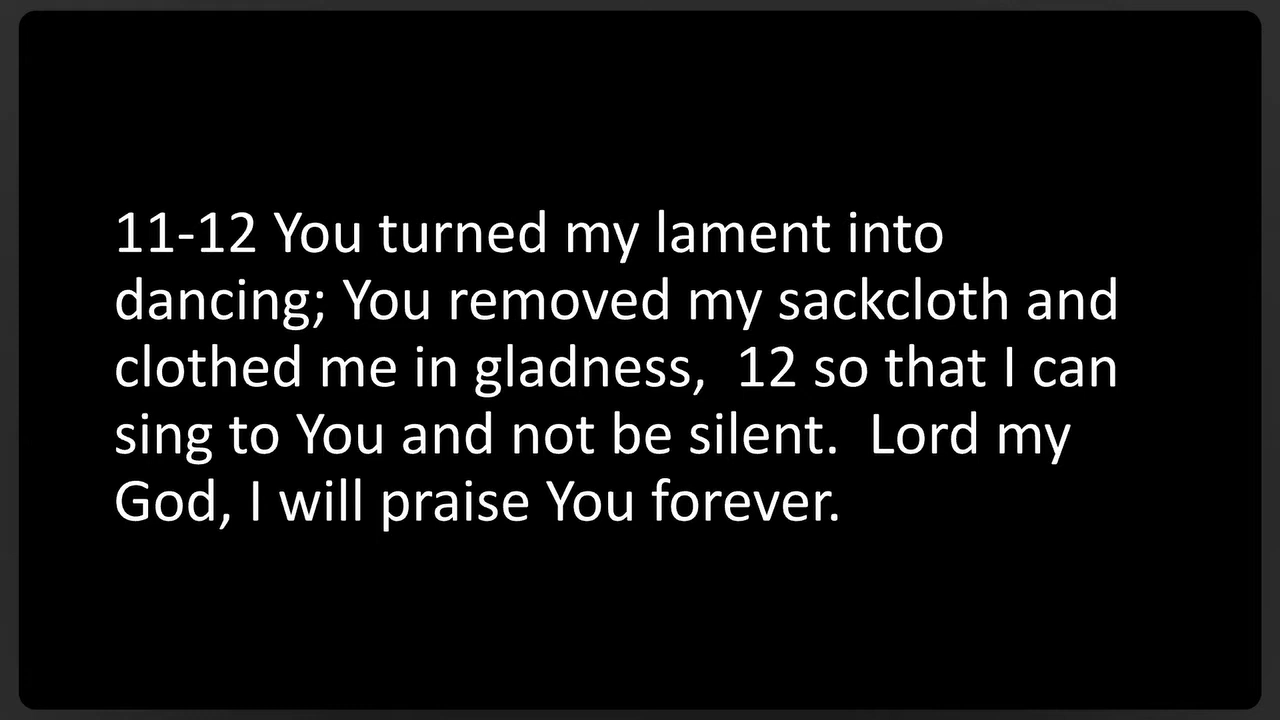 11-12 You turned my lament into
dancing; You removed my sackcloth and
clothed me in gladness,  12 so that I can
sing to You and not be silent.  Lord my
God, I will praise You forever.